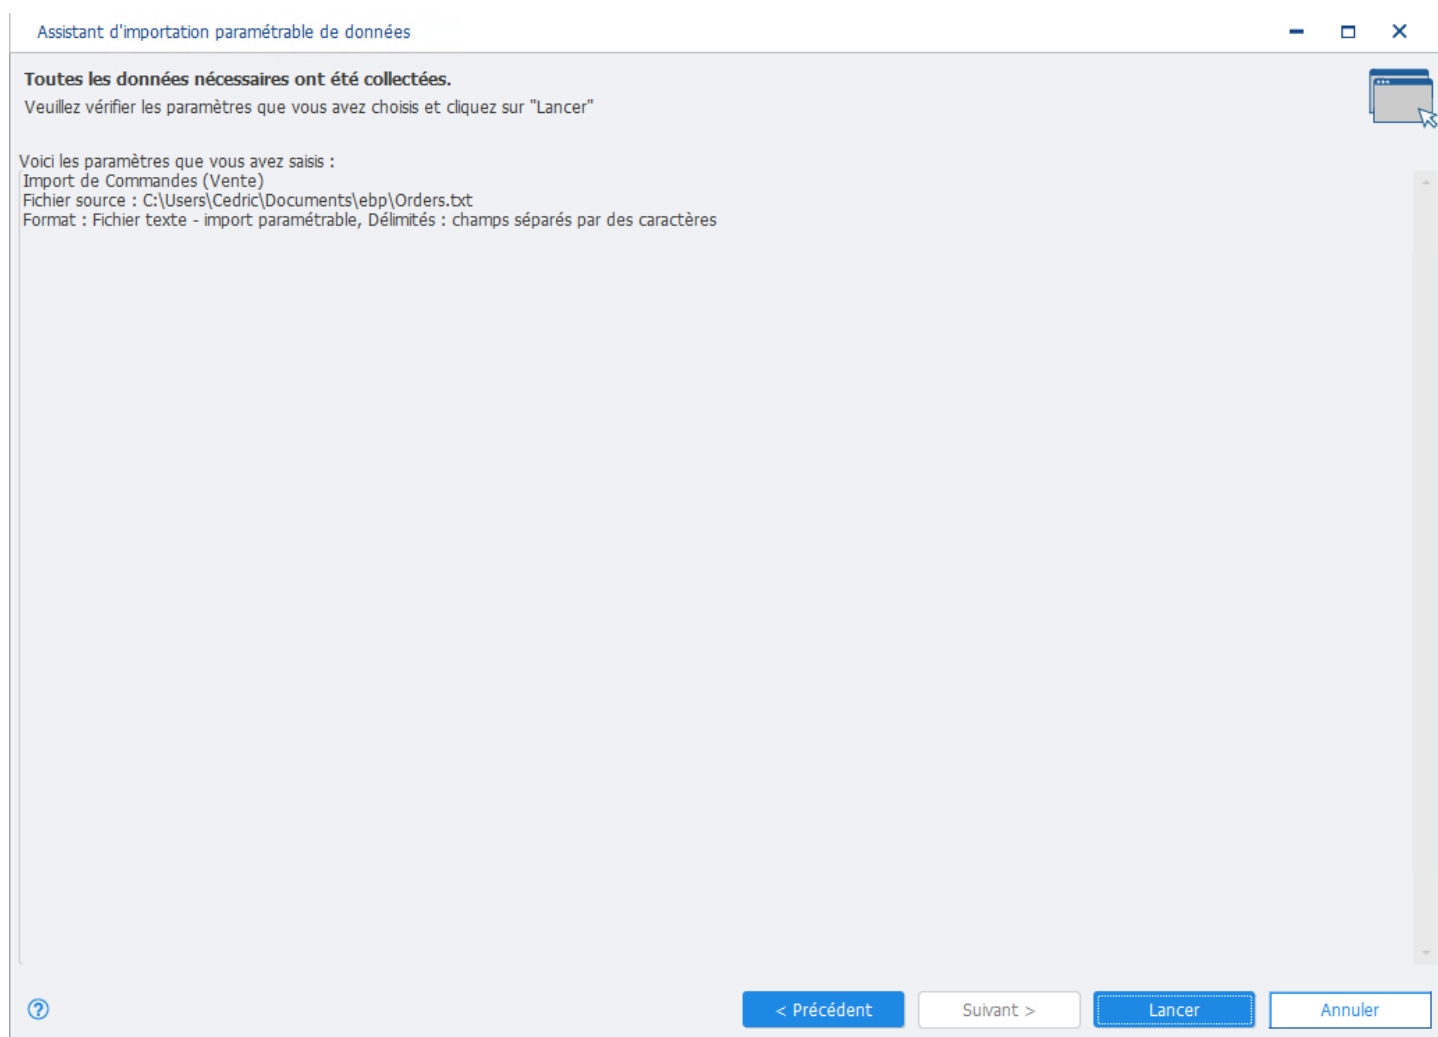 Assistant d'importation paramétrable de données
Toutes les données nécessaires ont été collectées.
Veuillez vérifier les paramètres que vous avez choisis et cliquez sur "Lancer"
Voici les paramètres que vous avez saisis :
Import de Commandes (Vente)
Fichier source : C:\Users\Cedric\Documents\ebp\Orders.txt
Format : Fichier texte - import paramétrable, Délimités : champs séparés par des caractères
?
< Précédent
Suivant >
Lancer
Annuler